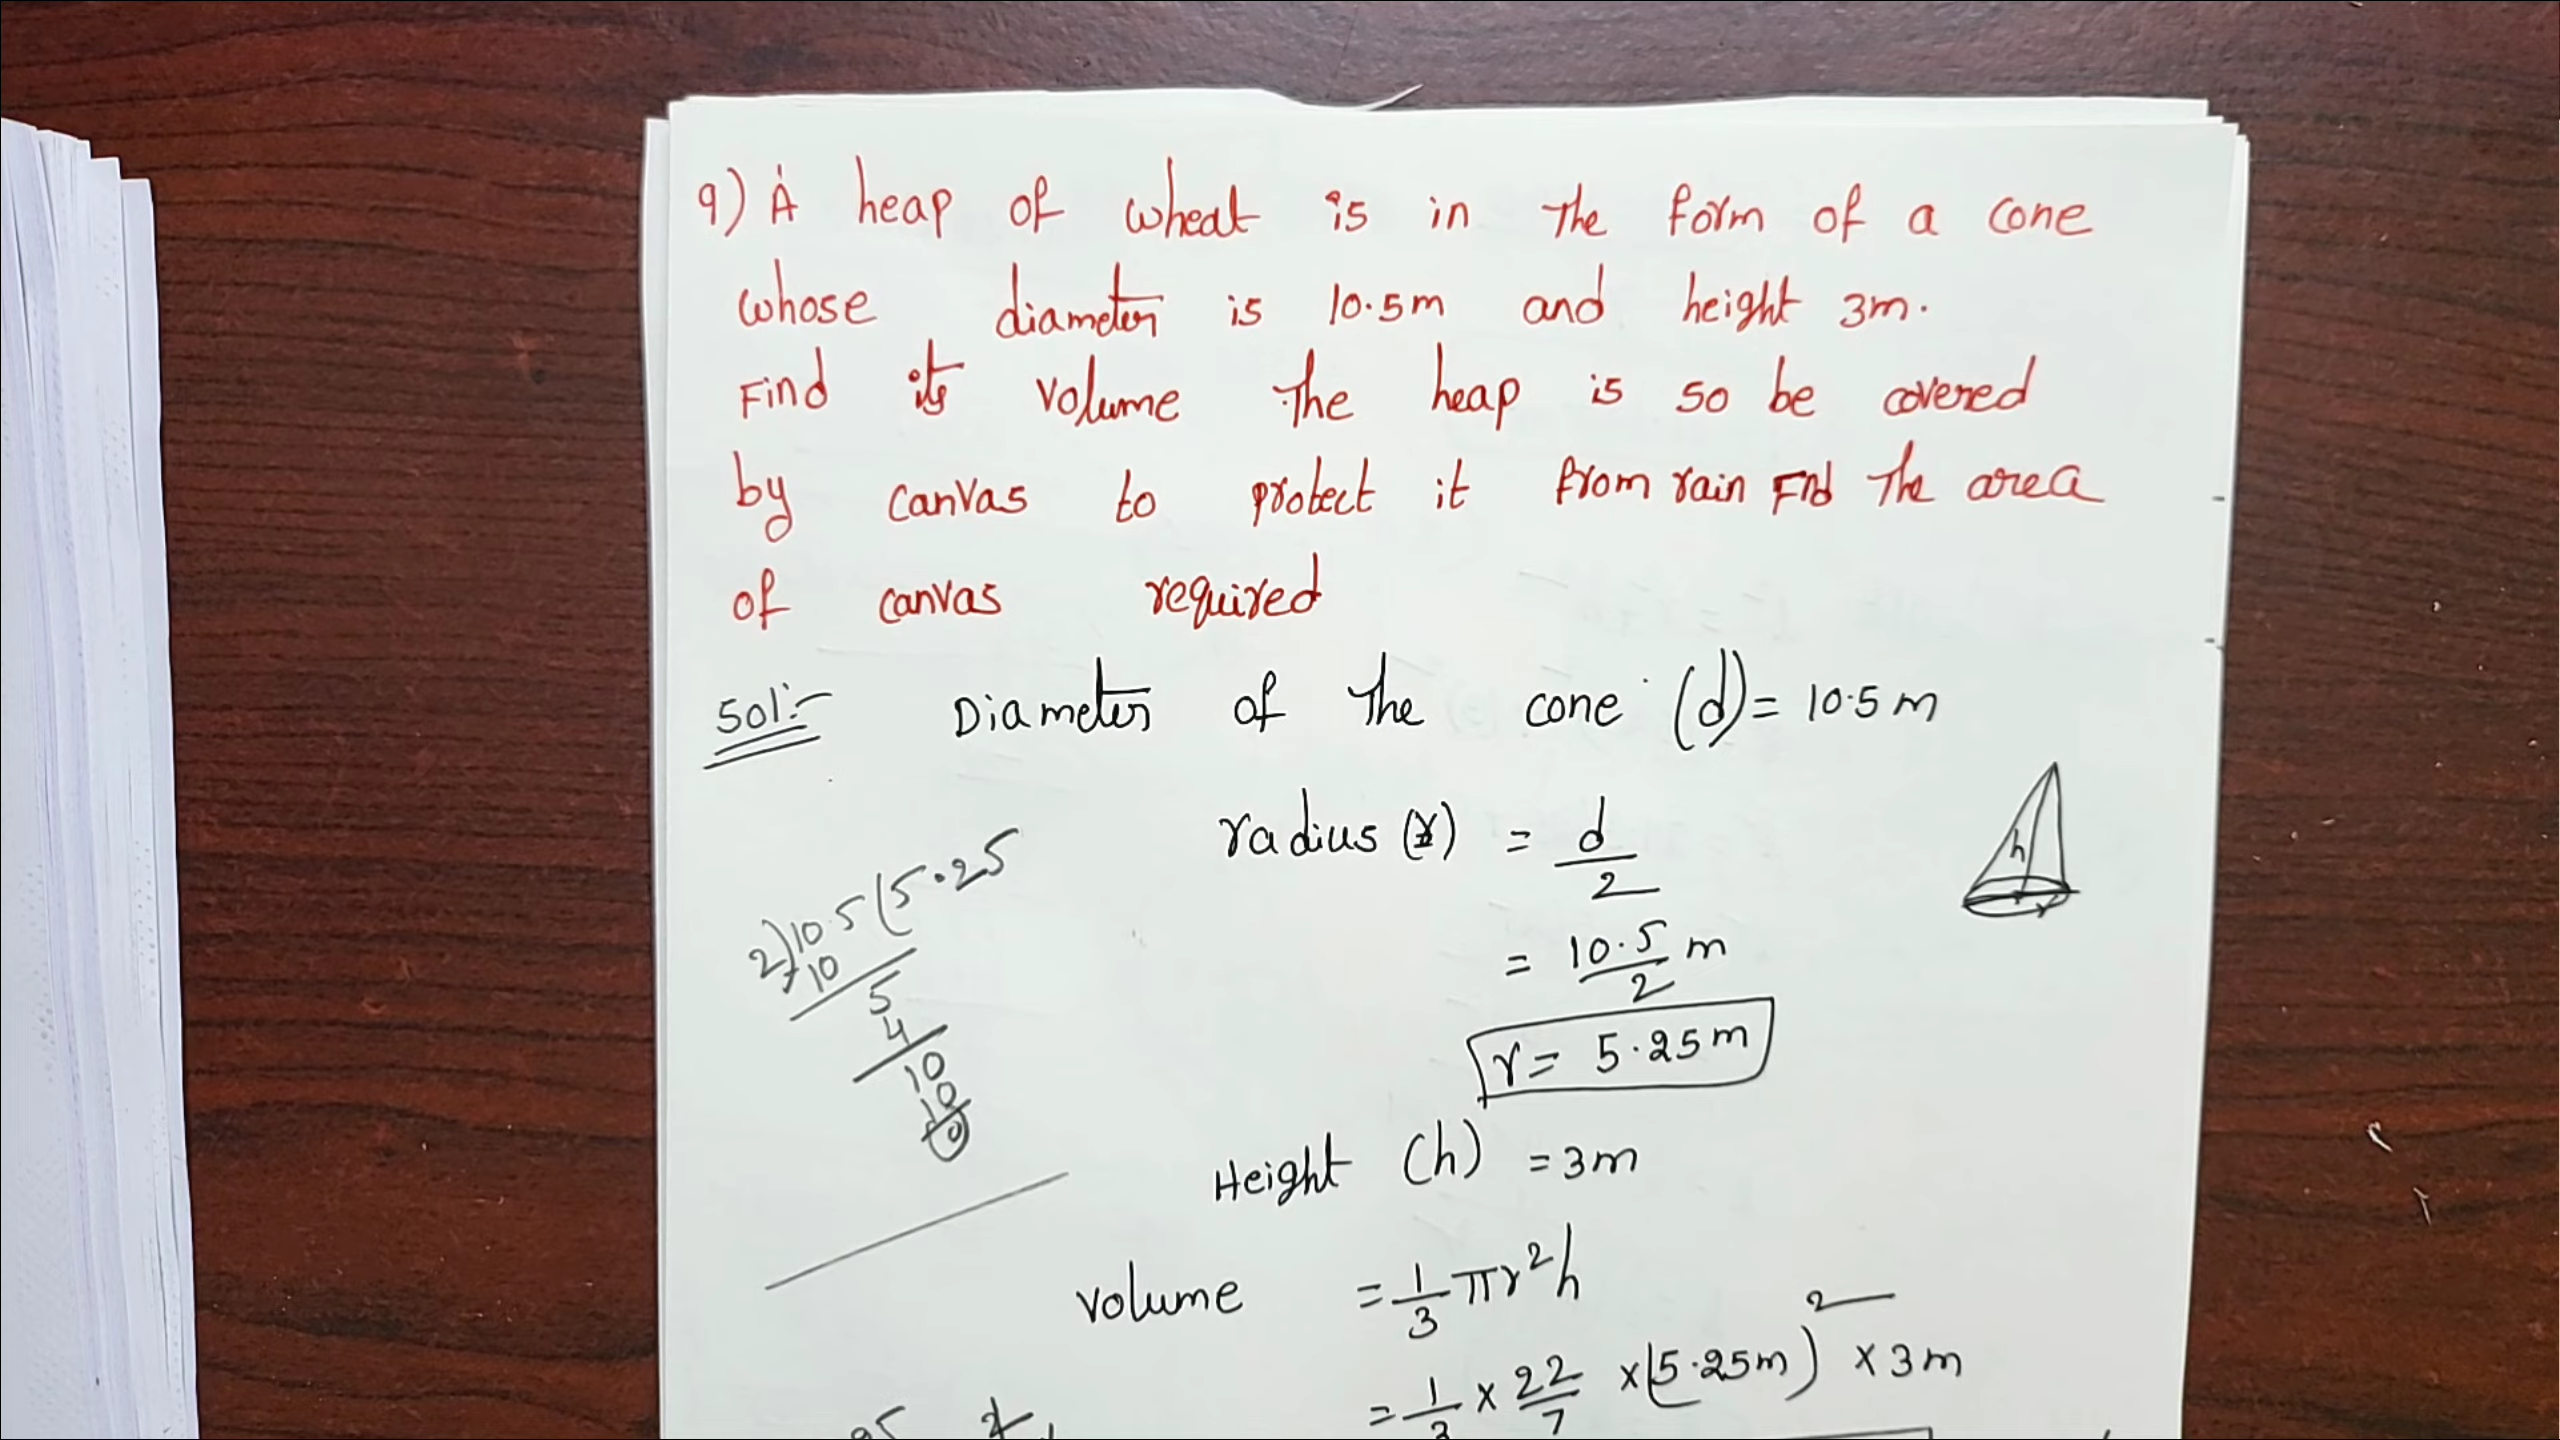 9) A heap of wheat is in the form of a cone
whose diameter is 10.5m and height 3m.
Find its volume The heap is so be covered
by canvas to protect it from rain Fnd The area
of canvas required
Sol:- Diameter of The cone (d) = 10.5 m
radius (r) = d/2
2)10.5(5.25
10
5
4
10
10
0
h
= 10.5/2 m
r = 5.25m
Height (h) = 3m
volume = 1/3 πr²h
= 1/3 × 22/7 × (5.25m)² × 3m